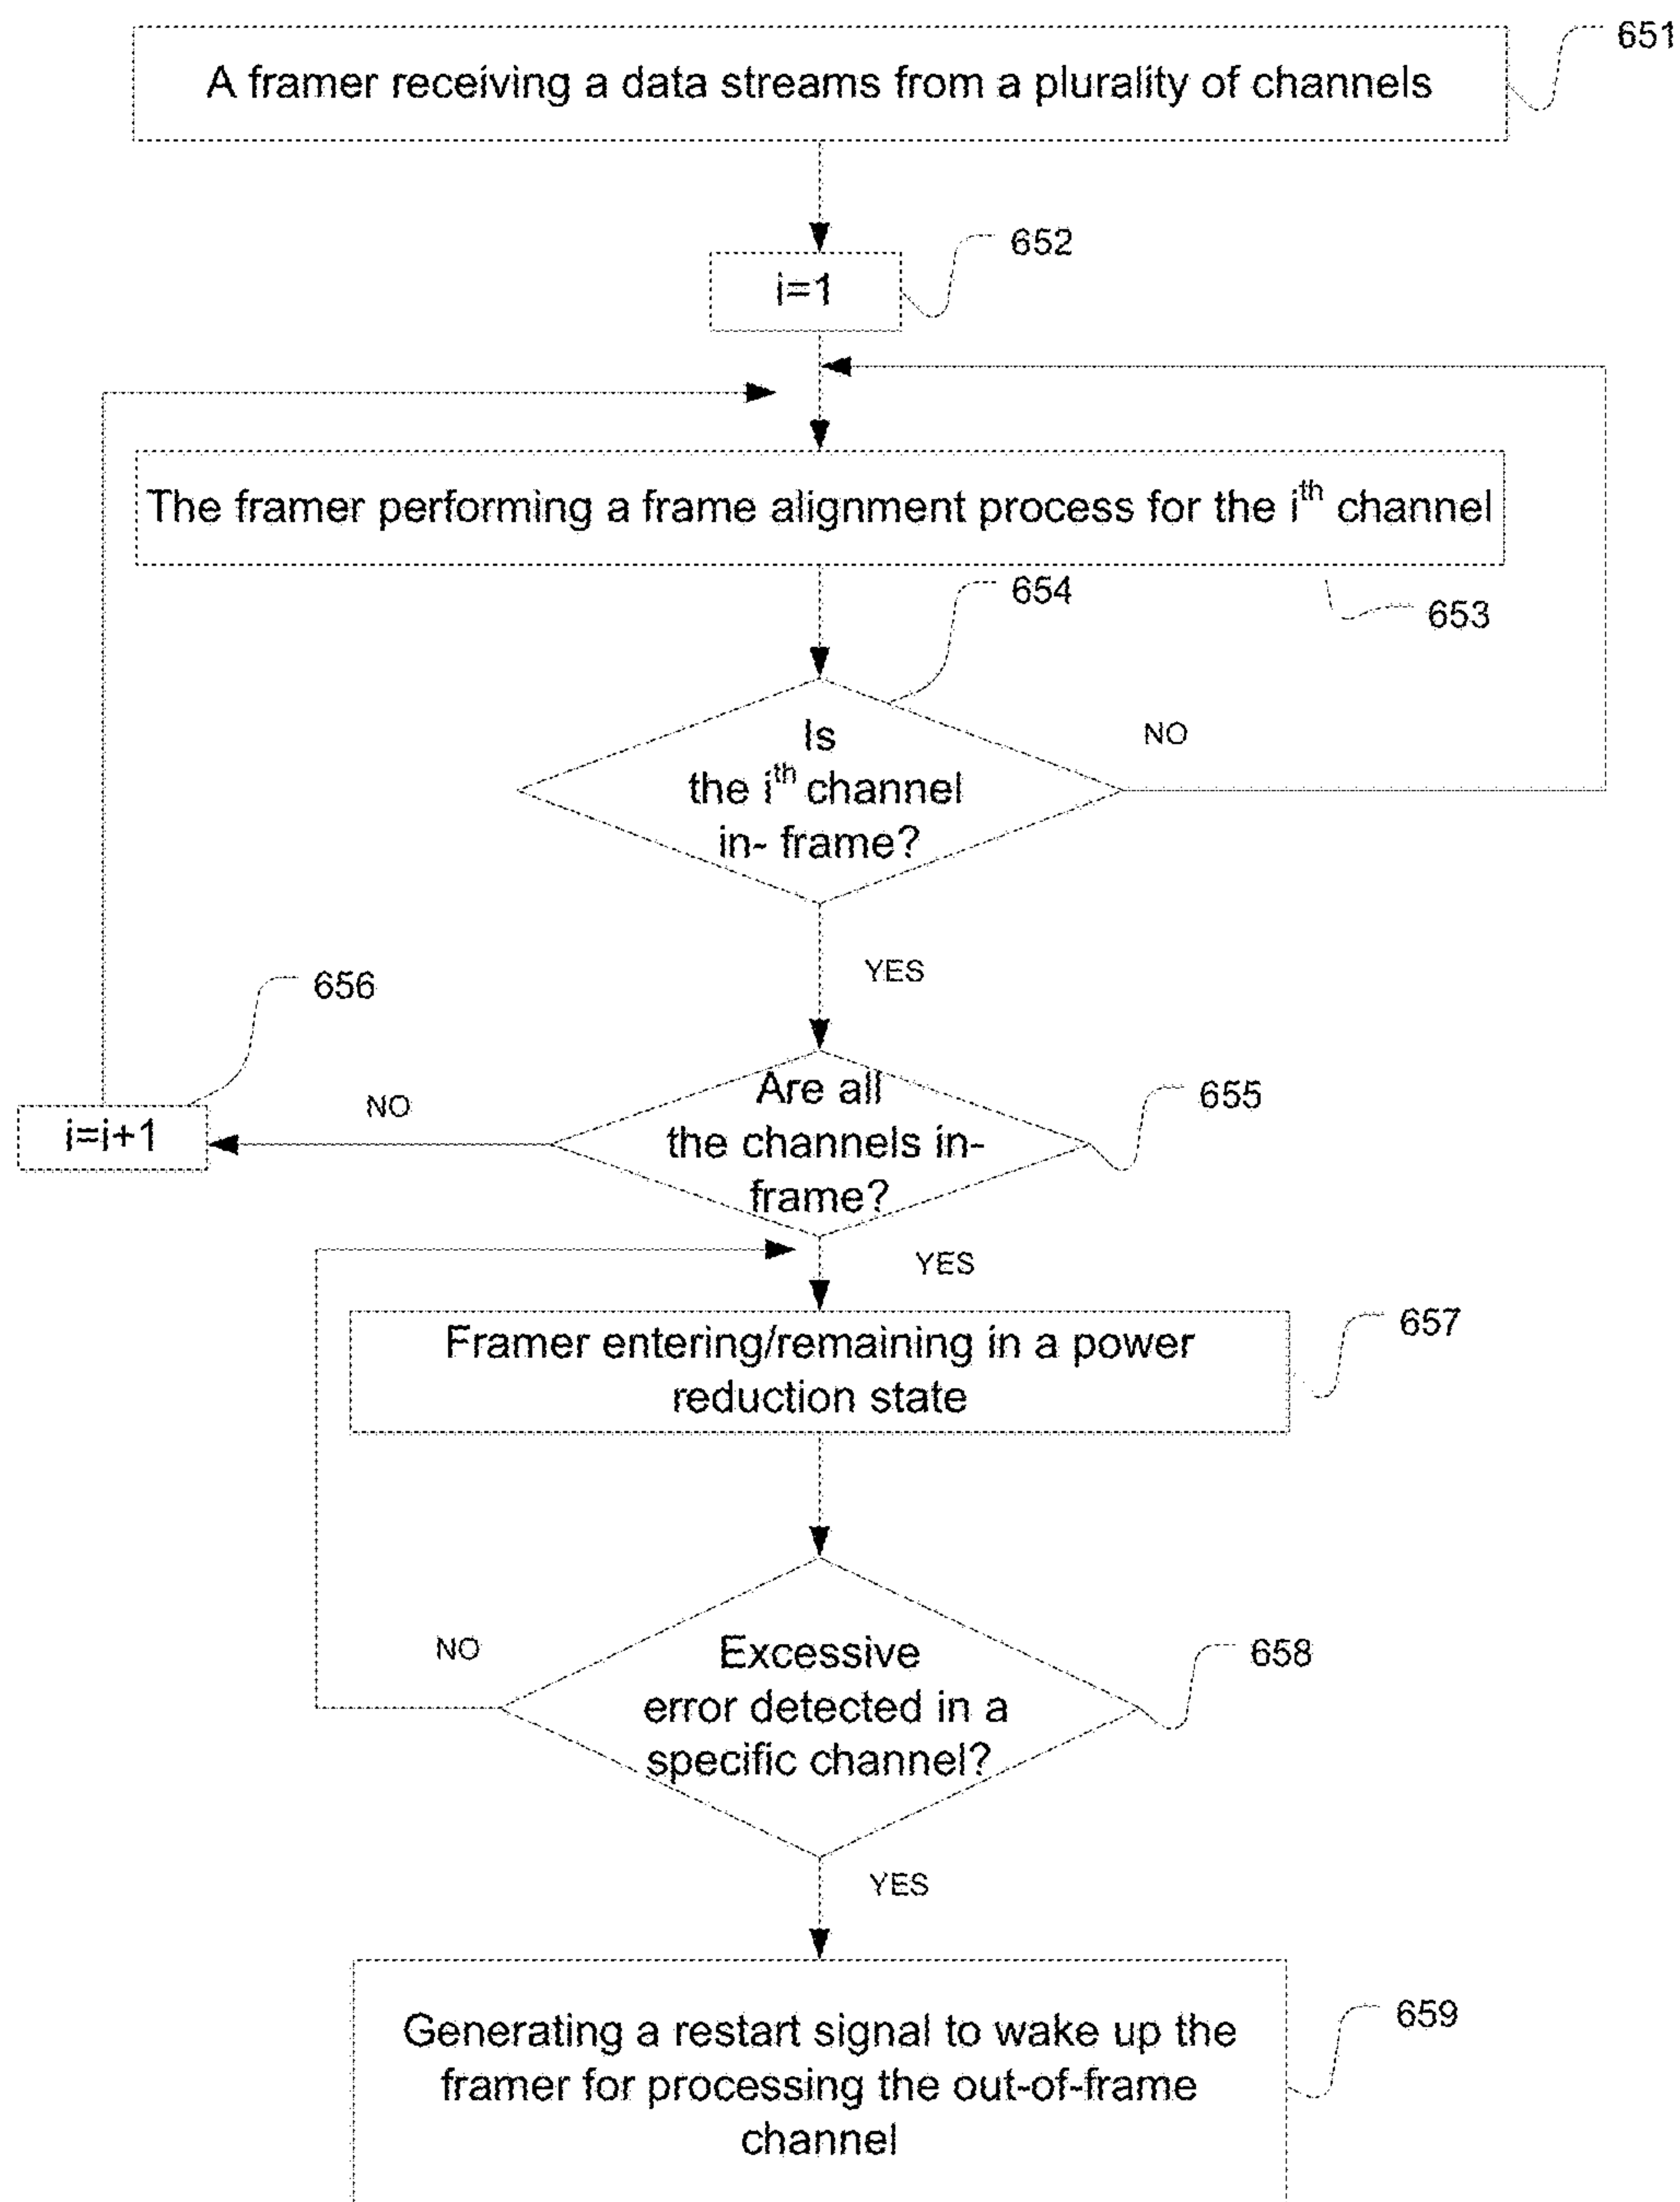 651
A framer receiving a data streams from a plurality of channels
652
i=1
The framer performing a frame alignment process for the ith channel
654
653
Is
the ith channel
in- frame?
NO
YES
656
655
Are all
the channels in-
frame?
NO
i=i+1
YES
657
Framer entering/remaining in a power
reduction state
658
NO
Excessive
error detected in a
specific channel?
YES
659
Generating a restart signal to wake up the
framer for processing the out-of-frame
channel